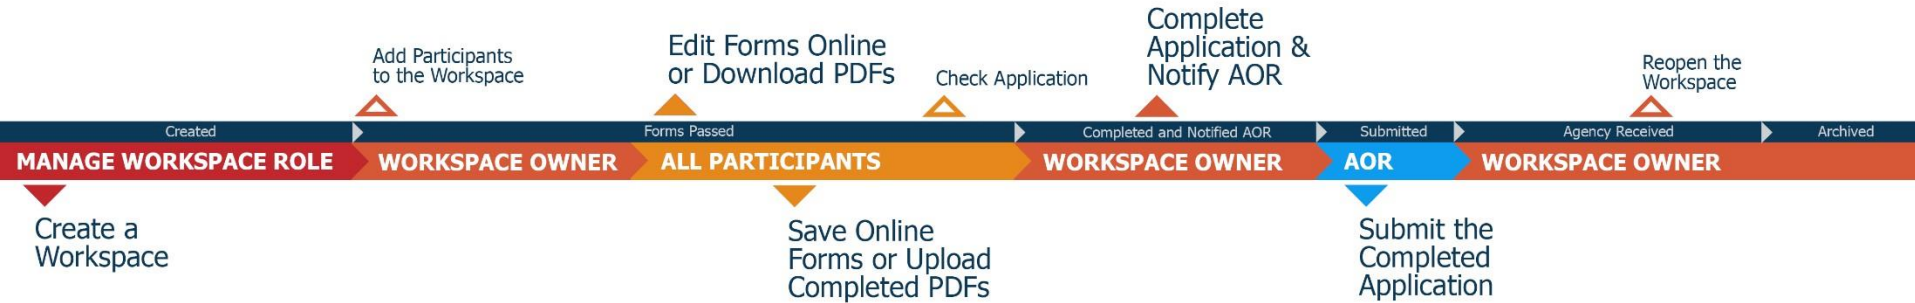 Add Participants
to the Workspace
Edit Forms Online
or Download PDFs
Check Application
Complete
Application &
Notify AOR
Reopen the
Workspace
Created
Forms Passed
Completed and Notified AOR
Submitted
Agency Received
Archived
MANAGE WORKSPACE ROLE
WORKSPACE OWNER
ALL PARTICIPANTS
WORKSPACE OWNER
AOR
WORKSPACE OWNER
Create a
Workspace
Save Online
Forms or Upload
Completed PDFs
Submit the
Completed
Application